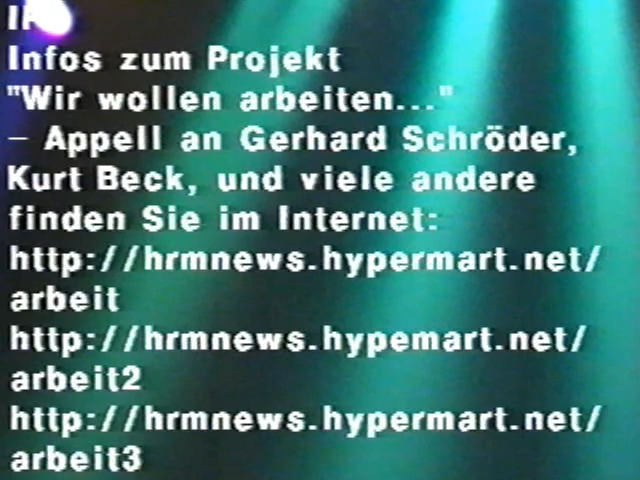 Infos zum Projekt
"Wir wollen arbeiten..."
– Appell an Gerhard Schröder,
Kurt Beck, und viele andere
finden Sie im Internet:
http://hrmnews.hypermart.net/
arbeit
http://hrmnews.hypemart.net/
arbeit2
http://hrmnews.hypermart.net/
arbeit3